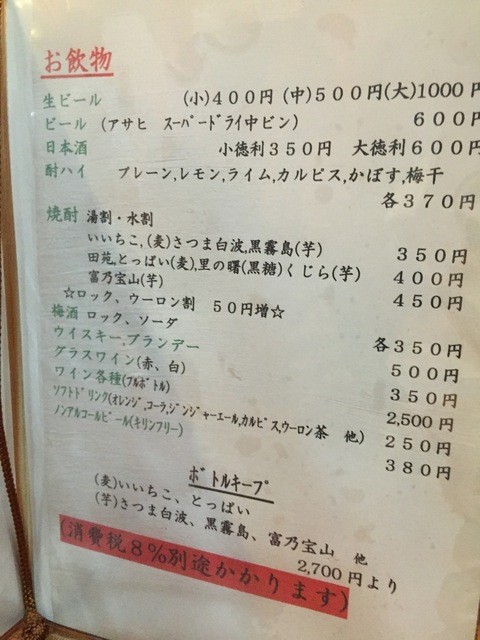 お飲物
生ビール (小)400円 (中)500円(大)1000円
ビール (アサヒ スーパードライ中ビン) 600円
日本酒 小徳利350円 大徳利600円
酎ハイ プレーン,レモン,ライム,カルピス,かぼす,梅干
各370円
焼酎 湯割・水割
いいちこ,(麦)さつま白波,黒霧島(芋) 350円
田苑,とっぱい(麦),里の曙(黒糖)くじら(芋) 400円
富乃宝山(芋) 450円
☆ロック、ウーロン割 50円増☆
梅酒 ロック、ソーダ 各350円
ウイスキー,ブランデー 500円
グラスワイン(赤、白) 350円
ワイン各種(フルボトル) 2,500円
ソフトドリンク(オレンジ,コーラ,ジンジャーエール,カルピス,ウーロン茶 他) 250円
ノンアルコールビール(キリンフリー) 380円
ボトルキープ
(麦)いいちこ、とっぱい
(芋)さつま白波、黒霧島、富乃宝山 他
2,700円より
(消費税8%別途かかります)